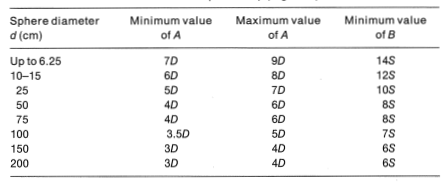 Sphere diameter Minimum value Maximum value Minimum value
d (cm) of A of A of B
Up to 6.25 7D 9D 14S
10–15 6D 8D 12S
25 5D 7D 10S
50 4D 6D 8S
75 4D 6D 8S
100 3.5D 5D 7S
150 3D 4D 6S
200 3D 4D 6S